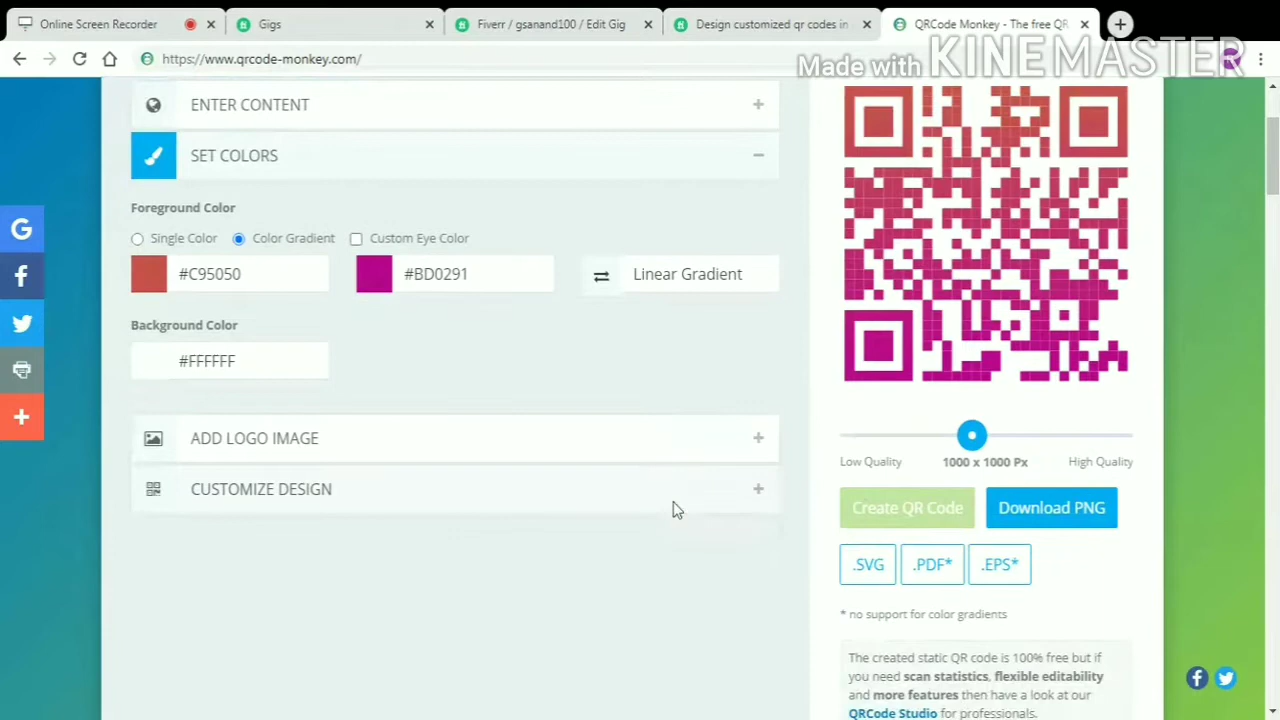 Online Screen Recorder
Gigs
Fiverr / gsanand100 / Edit Gig
Design customized qr codes in
QRCode Monkey - The free QR
https://www.qrcode-monkey.com/
Made with KINEMASTER
ENTER CONTENT
SET COLORS
Foreground Color
Single Color
Color Gradient
Custom Eye Color
#C95050
#BD0291
Linear Gradient
Background Color
#FFFFFF
ADD LOGO IMAGE
CUSTOMIZE DESIGN
Low Quality
1000 x 1000 Px
High Quality
Create QR Code
Download PNG
.SVG
.PDF*
.EPS*
* no support for color gradients
The created static QR code is 100% free but if
you need scan statistics, flexible editability
and more features then have a look at our
QRCode Studio for professionals.